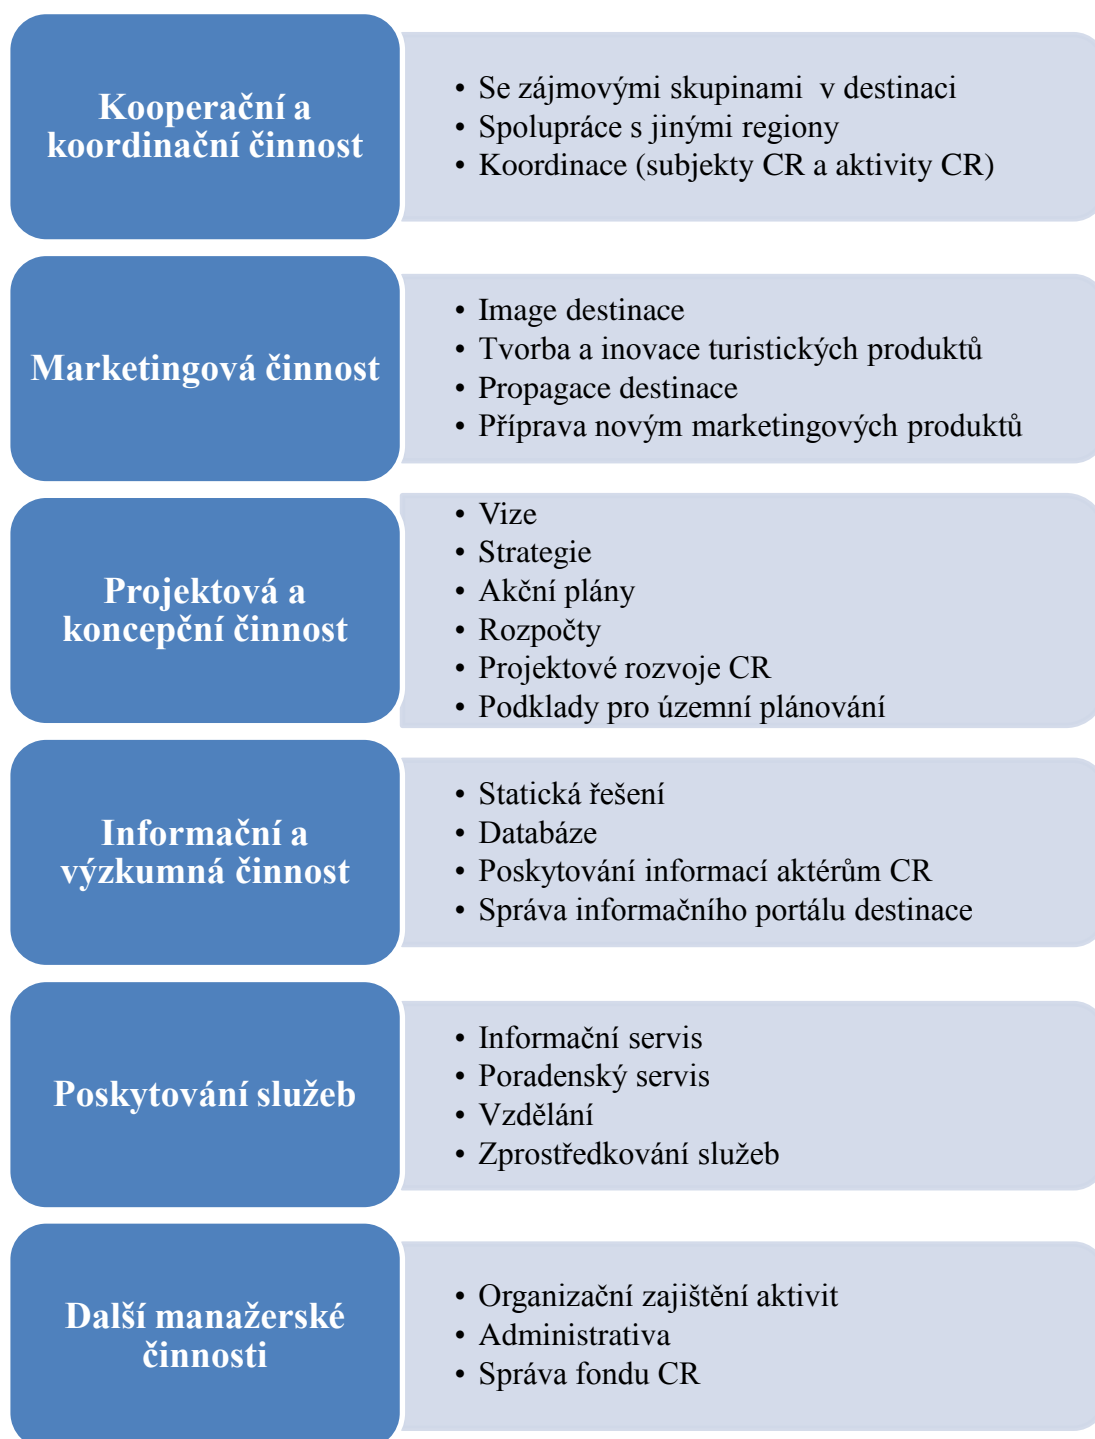 Kooperační a
koordinační činnost
• Se zájmovými skupinami  v destinaci
• Spolupráce s jinými regiony
• Koordinace (subjekty CR a aktivity CR)
Marketingová činnost
• Image destinace
• Tvorba a inovace turistických produktů
• Propagace destinace
• Příprava novým marketingových produktů
Projektová a
koncepční činnost
• Vize
• Strategie
• Akční plány
• Rozpočty
• Projektové rozvoje CR
• Podklady pro územní plánování
Informační a
výzkumná činnost
• Statická řešení
• Databáze
• Poskytování informací aktérům CR
• Správa informačního portálu destinace
Poskytování služeb
• Informační servis
• Poradenský servis
• Vzdělání
• Zprostředkování služeb
Další manažerské
činnosti
• Organizační zajištění aktivit
• Administrativa
• Správa fondu CR